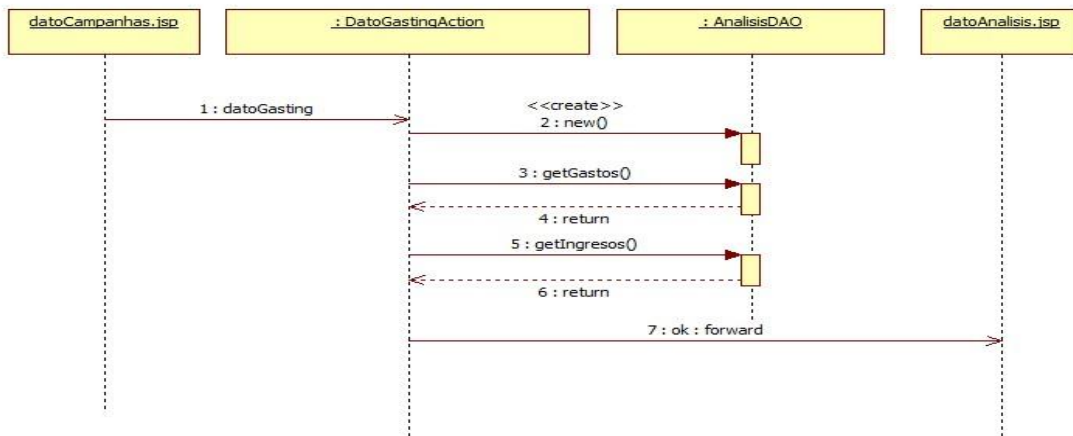 datoCampanhas.jsp
: DatoGastingAction
: AnalisisDAO
datoAnalisis.jsp
1 : datoGasting
<<create>>
2 : new()
3 : getGastos()
4 : return
5 : getIngresos()
6 : return
7 : ok : forward